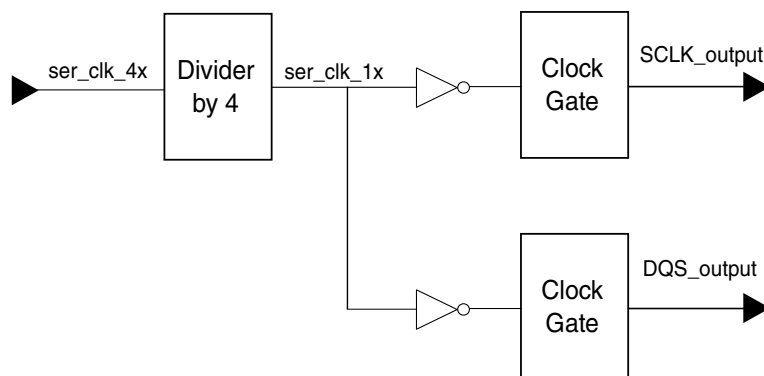 ser_clk_4x
Divider
by 4
ser_clk_1x
Clock
Gate
SCLK_output
Clock
Gate
DQS_output